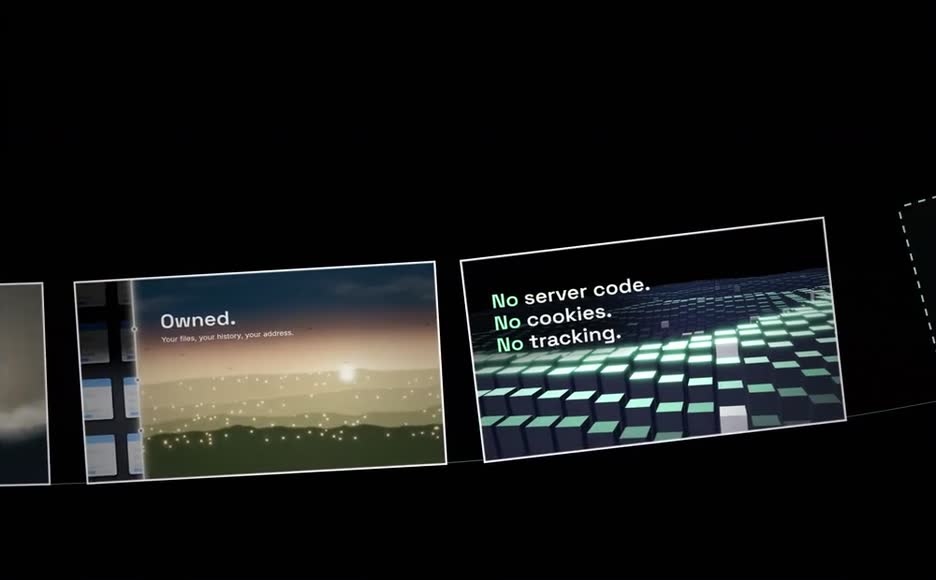 Owned.
Your files, your history, your address.
No server code.
No cookies.
No tracking.